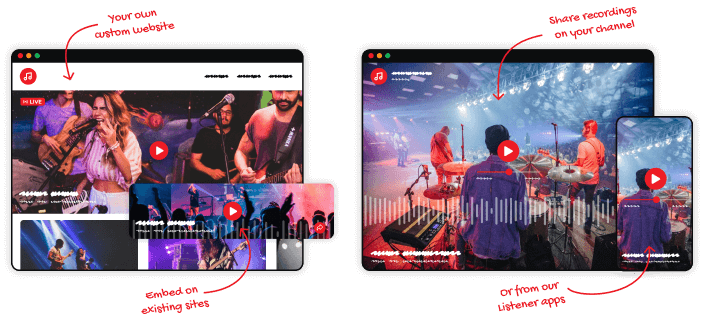 Your own
custom website
LIVE
Embed on
existing sites
Share recordings
on your channel
Or from our
Listener apps